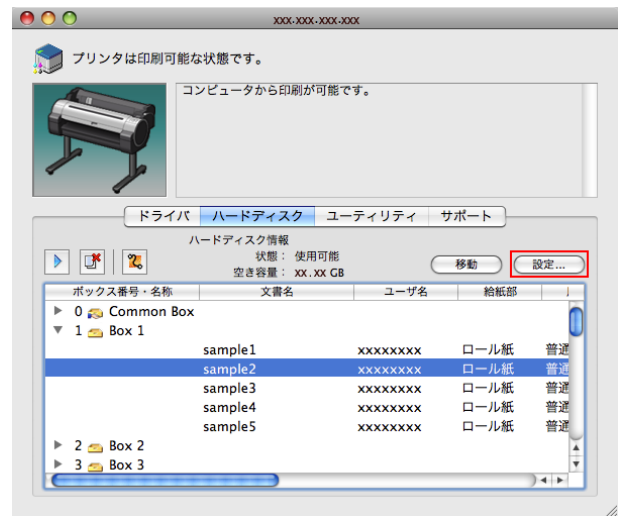 xxx-xxx-xxx-xxx
プリンタは印刷可能な状態です。
コンピュータから印刷が可能です。
ドライバ ハードディスク ユーティリティ サポート
ハードディスク情報
状態： 使用可能
空き容量： xx.xx GB
移動 設定...
ボックス番号・名称 文書名 ユーザ名 給紙部
0 Common Box
1 Box 1
sample1 xxxxxxxx ロール紙 普通
sample2 xxxxxxxx ロール紙 普通
sample3 xxxxxxxx ロール紙 普通
sample4 xxxxxxxx ロール紙 普通
sample5 xxxxxxxx ロール紙 普通
2 Box 2
3 Box 3